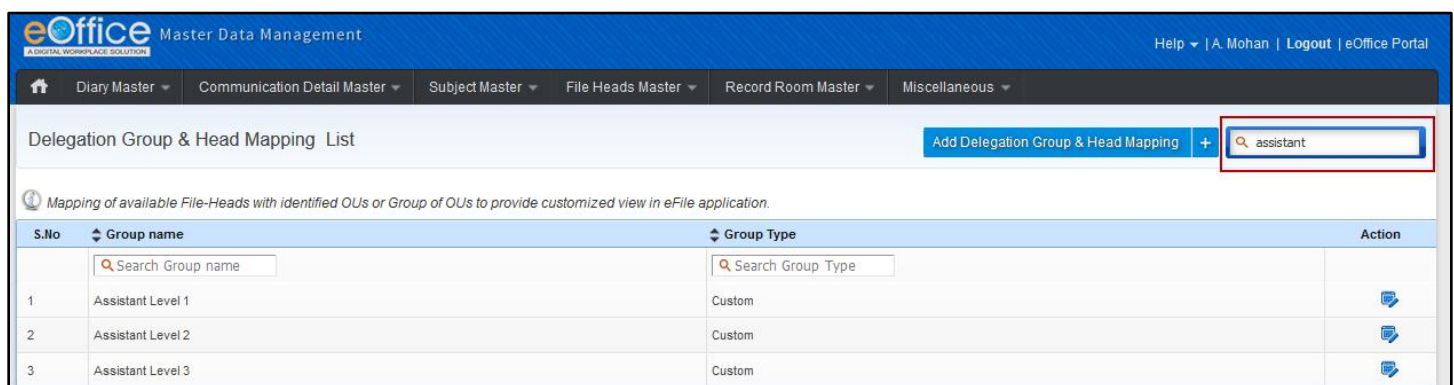 eOffice Master Data Management
A DIGITAL WORKPLACE SOLUTION
Help | A. Mohan | Logout | eOffice Portal
Diary Master Communication Detail Master Subject Master File Heads Master Record Room Master Miscellaneous
Delegation Group & Head Mapping List Add Delegation Group & Head Mapping + assistant
Mapping of available File-Heads with identified OUs or Group of OUs to provide customized view in eFile application.
S.No Group name Group Type Action
Search Group name Search Group Type
1 Assistant Level 1 Custom
2 Assistant Level 2 Custom
3 Assistant Level 3 Custom